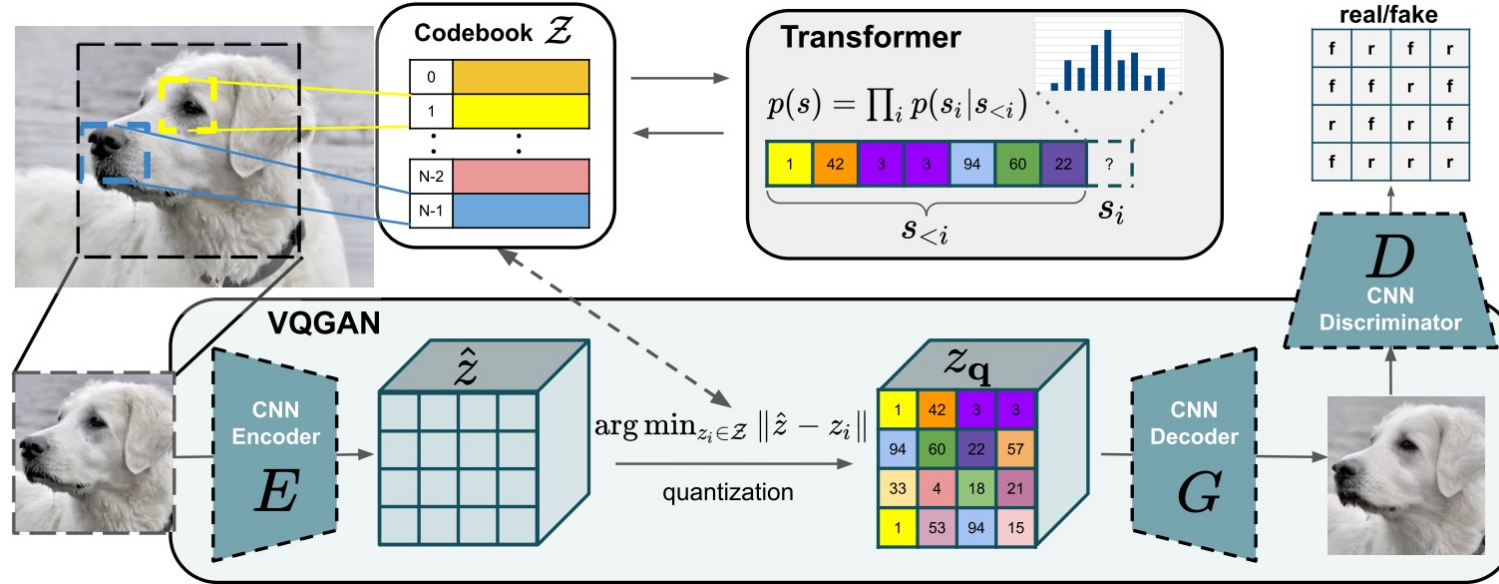 Codebook 𝒵
0
1
N-2
N-1
Transformer
p(s) = ∏ᵢ p(sᵢ|s<ᵢ)
1 42 3 3 94 60 22 ?
s<ᵢ
sᵢ
real/fake
f r f r
f f r r
r f r f
f r r r
D
CNN
Discriminator
VQGAN
CNN
Encoder
E
ẑ
arg min_{zᵢ∈𝒵} ‖ẑ − zᵢ‖
quantization
z_q
1 42 3 3
94 60 22 57
33 4 18 21
1 53 94 15
CNN
Decoder
G